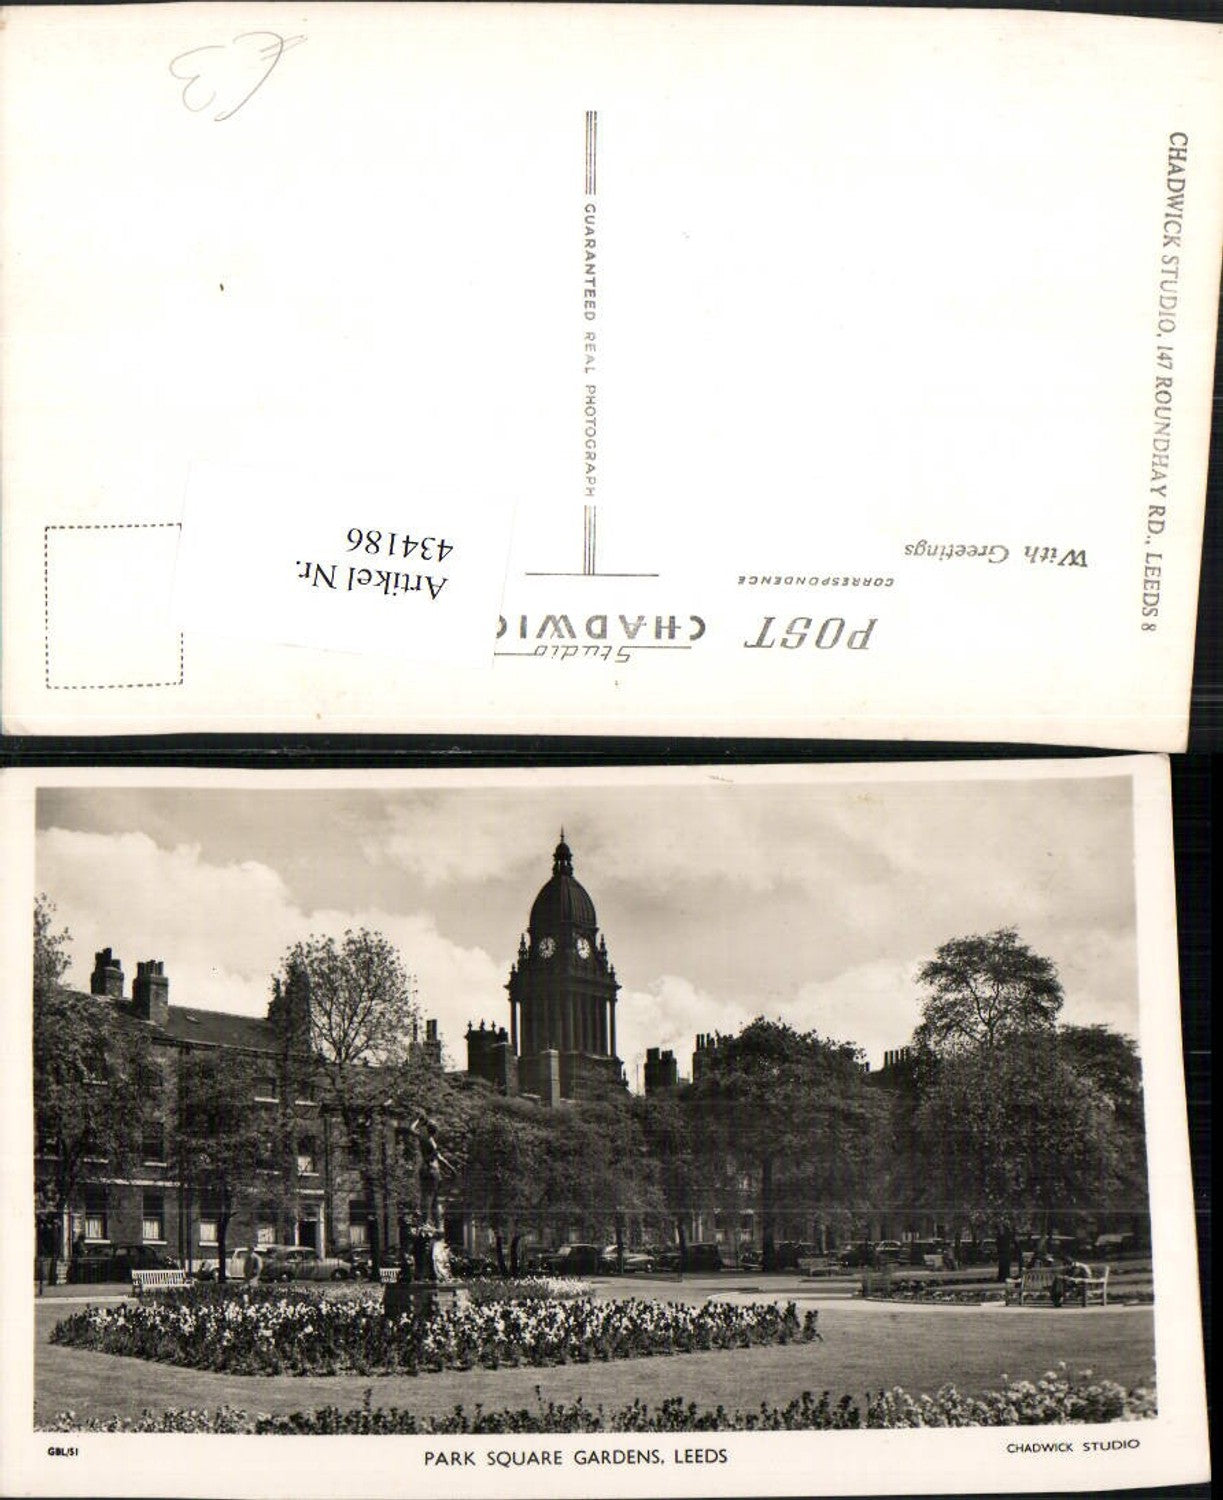 CHADWICK STUDIO, 147 ROUNDHAY RD., LEEDS 8
POST
Studio
CHADWIC
CORRESPONDENCE
With Greetings
GUARANTEED REAL PHOTOGRAPH
Artikel Nr.
434186
GBL/51
PARK SQUARE GARDENS, LEEDS
CHADWICK STUDIO